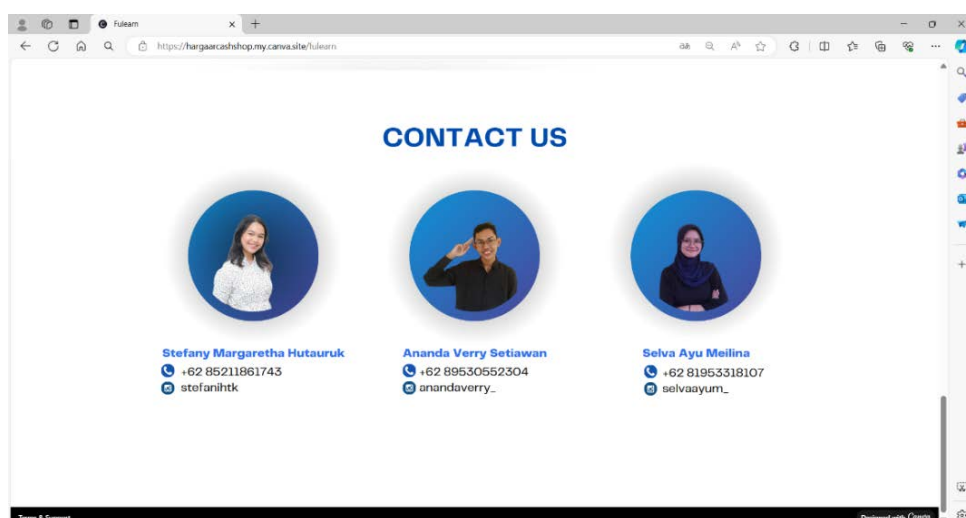 Fulearn
https://hargaarcashshop.my.canva.site/fulearn
CONTACT US
Stefany Margaretha Hutauruk
+62 85211861743
stefanihtk
Ananda Verry Setiawan
+62 89530552304
anandaverry_
Selva Ayu Meilina
+62 81953318107
selvaayum_
Terms & Support
Designed with Canva